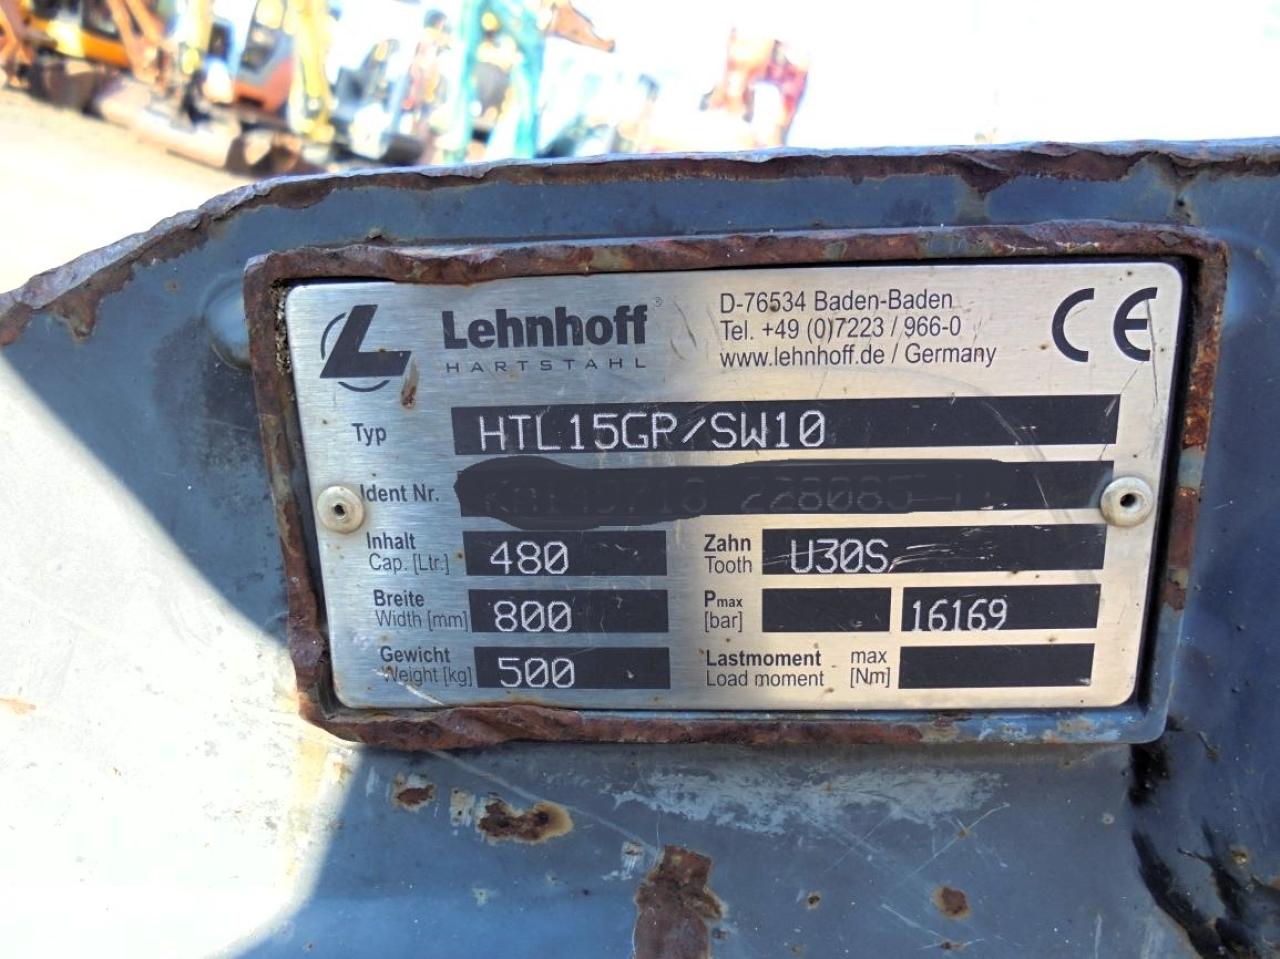 Lehnhoff®
HARTSTAHL
D-76534 Baden-Baden
Tel. +49 (0)7223 / 966-0
www.lehnhoff.de / Germany
CE
Typ HTL15GP/SW10
Ident Nr.
Inhalt
Cap. [Ltr.] 480
Zahn
Tooth U30S
Breite
Width [mm] 800
Pmax
[bar] 16169
Gewicht
Weight [kg] 500
Lastmoment max
Load moment [Nm]